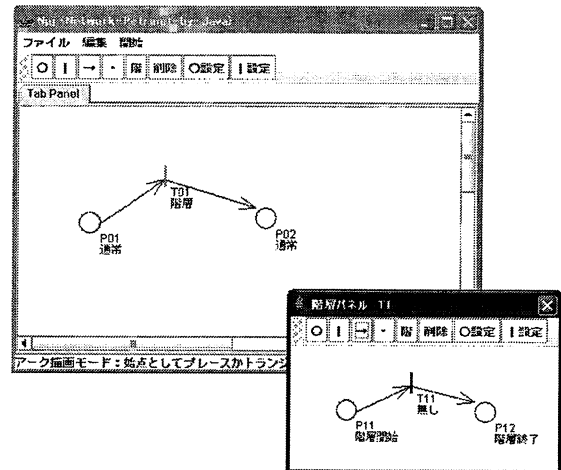 ファイル 編集 開始
○ | → ・ 階 削除 ○設定 | 設定
Tab Panel
T01
階層
P01
通常
P02
通常
アーク描画モード：始点としてプレースかトランジ
階層パネル T1
○ | → ・ 階 削除 ○設定 | 設定
T11
無し
P11
階層開始
P12
階層終了